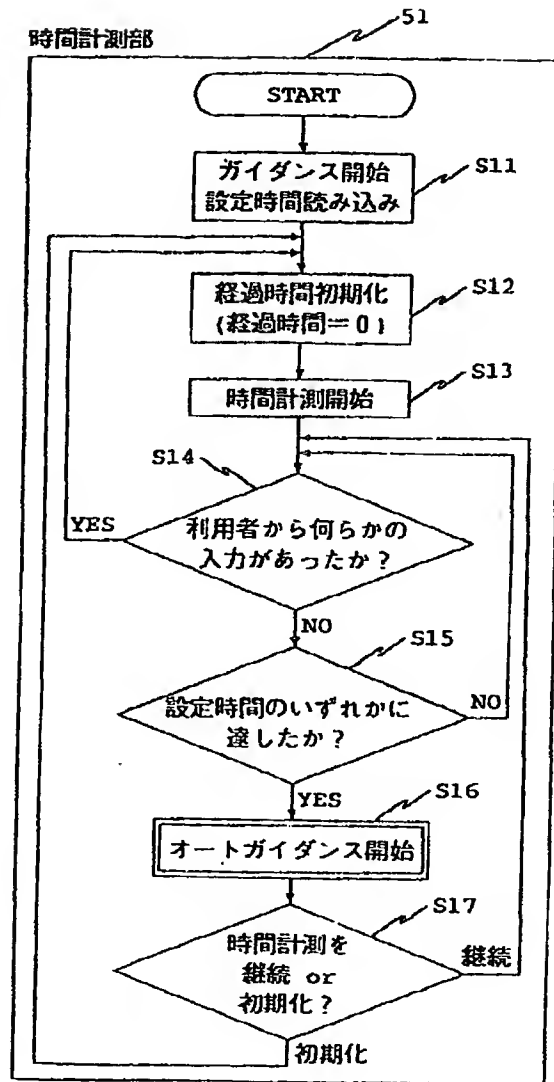 時間計測部
51
START
ガイダンス開始
設定時間読み込み
S11
経過時間初期化
(経過時間=0)
S12
時間計測開始
S13
S14
利用者から何らかの
入力があったか?
YES
NO
S15
設定時間のいずれかに
達したか?
NO
YES
S16
オートガイダンス開始
S17
時間計測を
継続 or
初期化?
継続
初期化